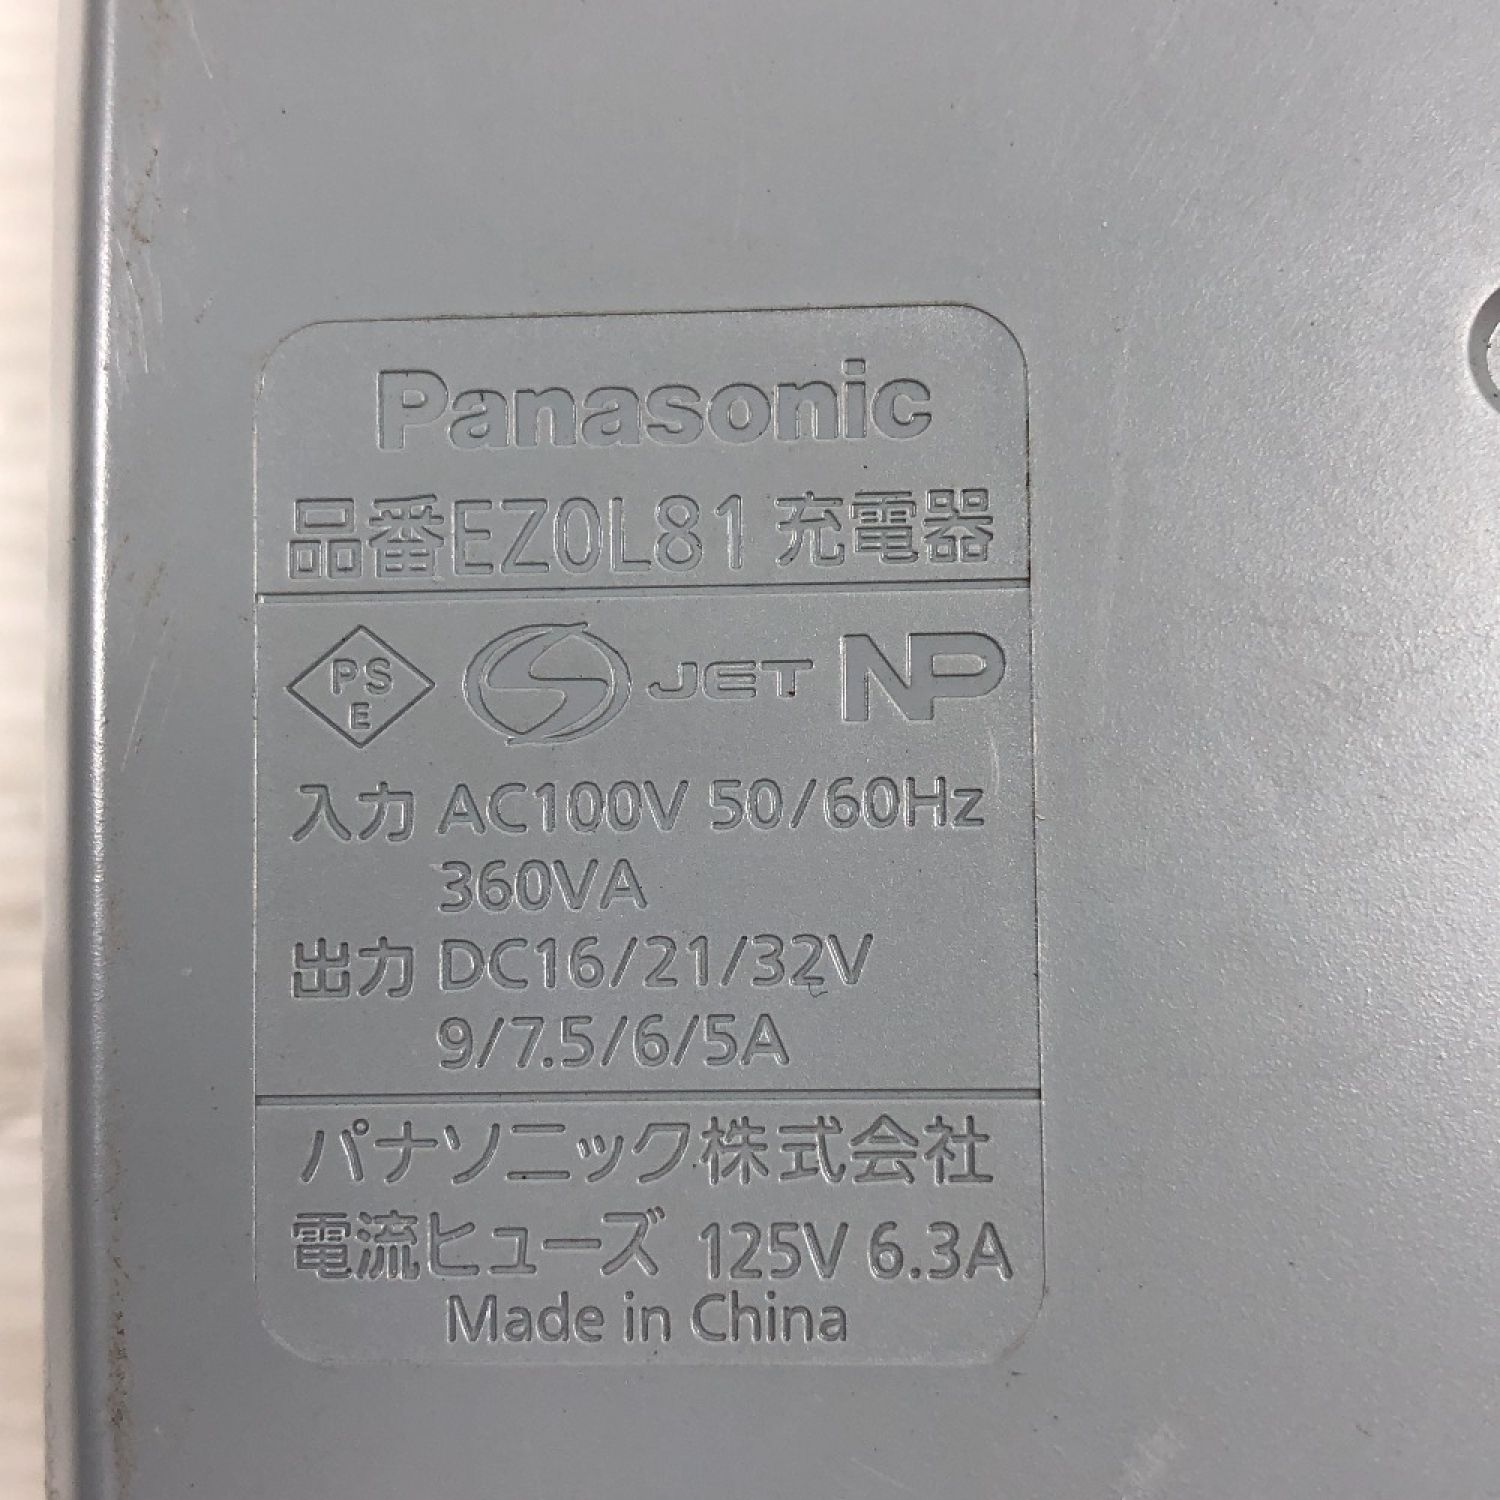 Panasonic
品番EZ0L81 充電器
PS E JET NP
入力 AC100V 50/60Hz
360VA
出力 DC16/21/32V
9/7.5/6/5A
パナソニック株式会社
電流ヒューズ 125V 6.3A
Made in China